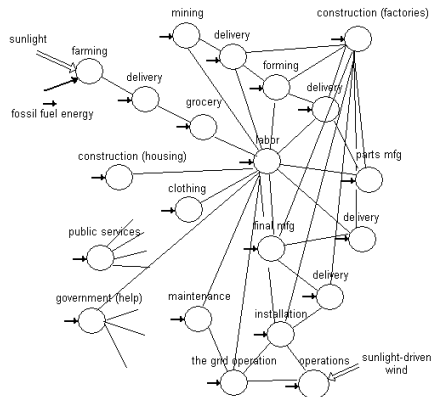 mining
construction (factories)
sunlight
delivery
farming
forming
delivery
delivery
grocery
fossil fuel energy
labor
construction (housing)
parts mfg
clothing
final mfg
delivery
public services
delivery
government (help)
maintenance
installation
the grid operation
operations
sunlight-driven
wind